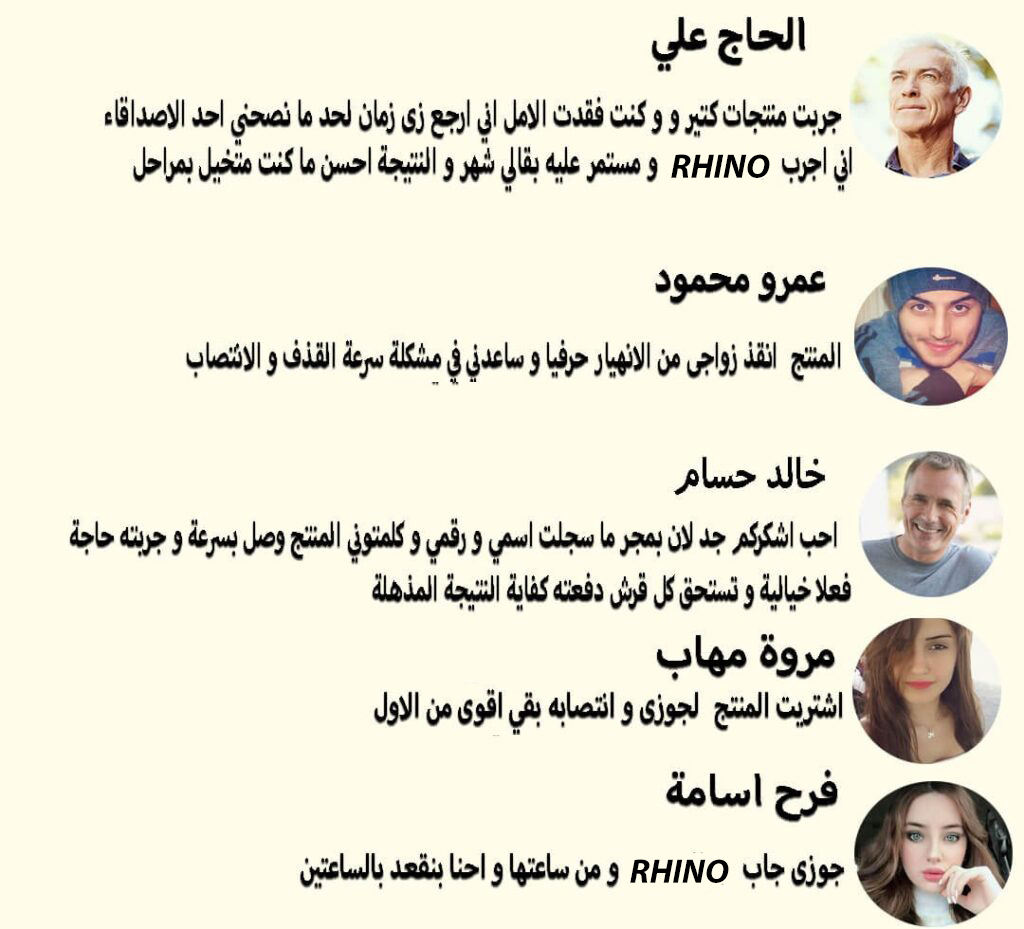 الحاج علي
جربت منتجات كتير و و كنت فقدت الامل اني ارجع زى زمان لحد ما نصحني احد الاصداقاء
اني اجرب RHINO و مستمر عليه بقالي شهر و النتيجة احسن ما كنت متخيل بمراحل
عمرو محمود
المنتج انقذ زواجى من الانهيار حرفيا و ساعدني في مشكلة سرعة القذف و الانتصاب
خالد حسام
احب اشكركم جد لان بمجر ما سجلت اسمي و رقمي و كلمتوني المنتج وصل بسرعة و جربته حاجة
فعلا خيالية و تستحق كل قرش دفعته كفاية النتيجة المذهلة
مروة مهاب
اشتريت المنتج لجوزى و انتصابه بقي اقوى من الاول
فرح اسامة
جوزى جاب RHINO و من ساعتها و احنا بنقعد بالساعتين